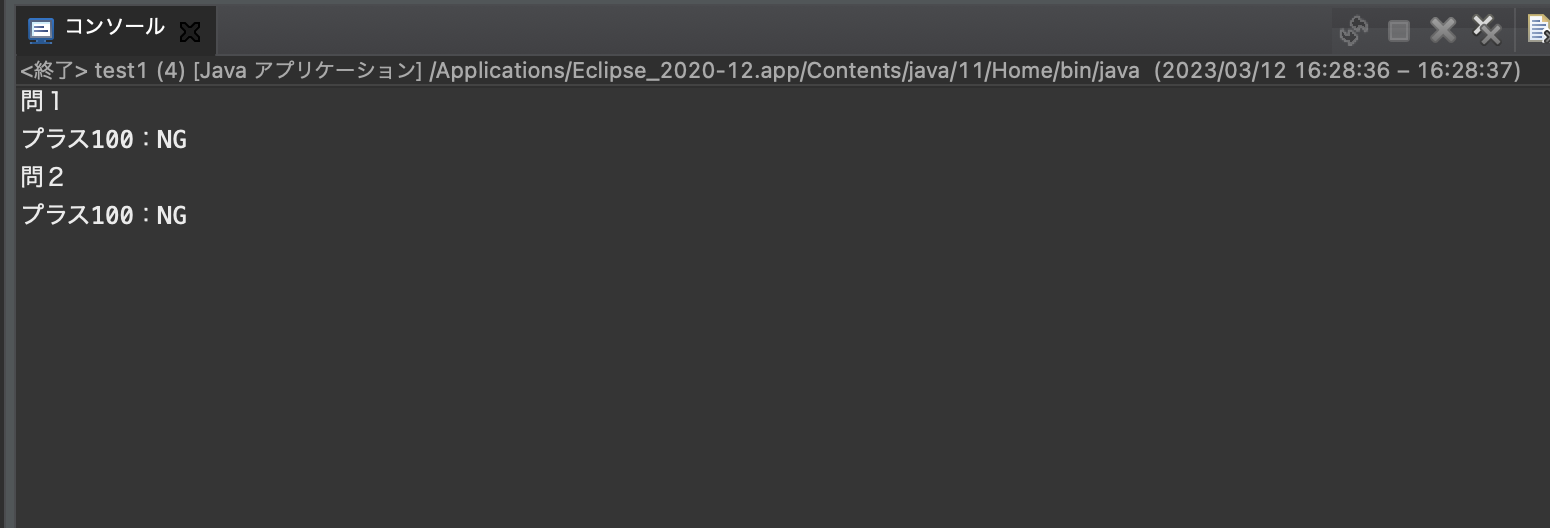 コンソール
<終了> test1 (4) [Java アプリケーション] /Applications/Eclipse_2020-12.app/Contents/java/11/Home/bin/java  (2023/03/12 16:28:36 – 16:28:37)
問１
プラス100：NG
問２
プラス100：NG